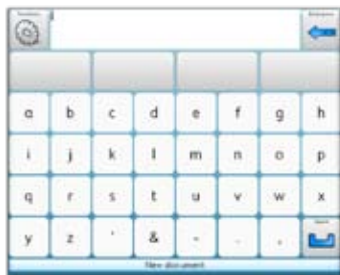 a b c d e f g h
i j k l m n o p
q r s t u v w x
y z ' & - . ,
New document